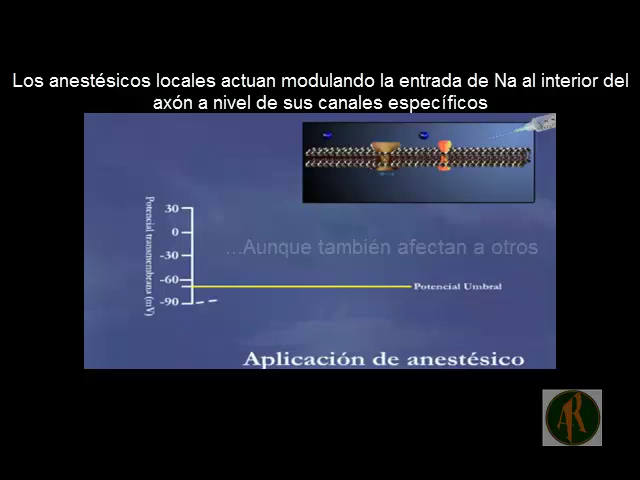 Los anestésicos locales actuan modulando la entrada de Na al interior del
axón a nivel de sus canales específicos
Potencial transmembrana (mV)
30
0
-30
-60
-90
...Aunque también afectan a otros
Potencial Umbral
Aplicación de anestésico
AR